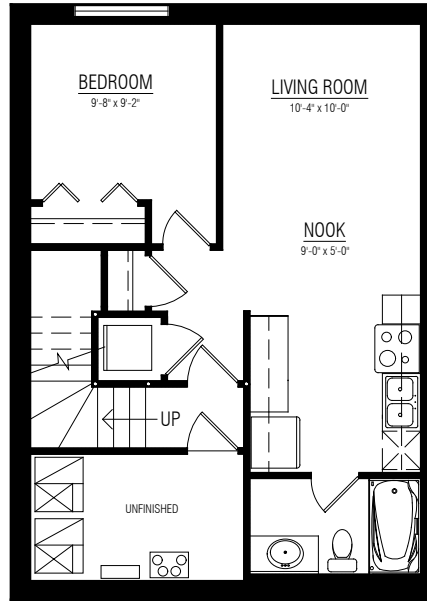 BEDROOM
9'-8" x 9'-2"
LIVING ROOM
10'-4" x 10'-0"
NOOK
9'-0" x 5'-0"
UP
UNFINISHED